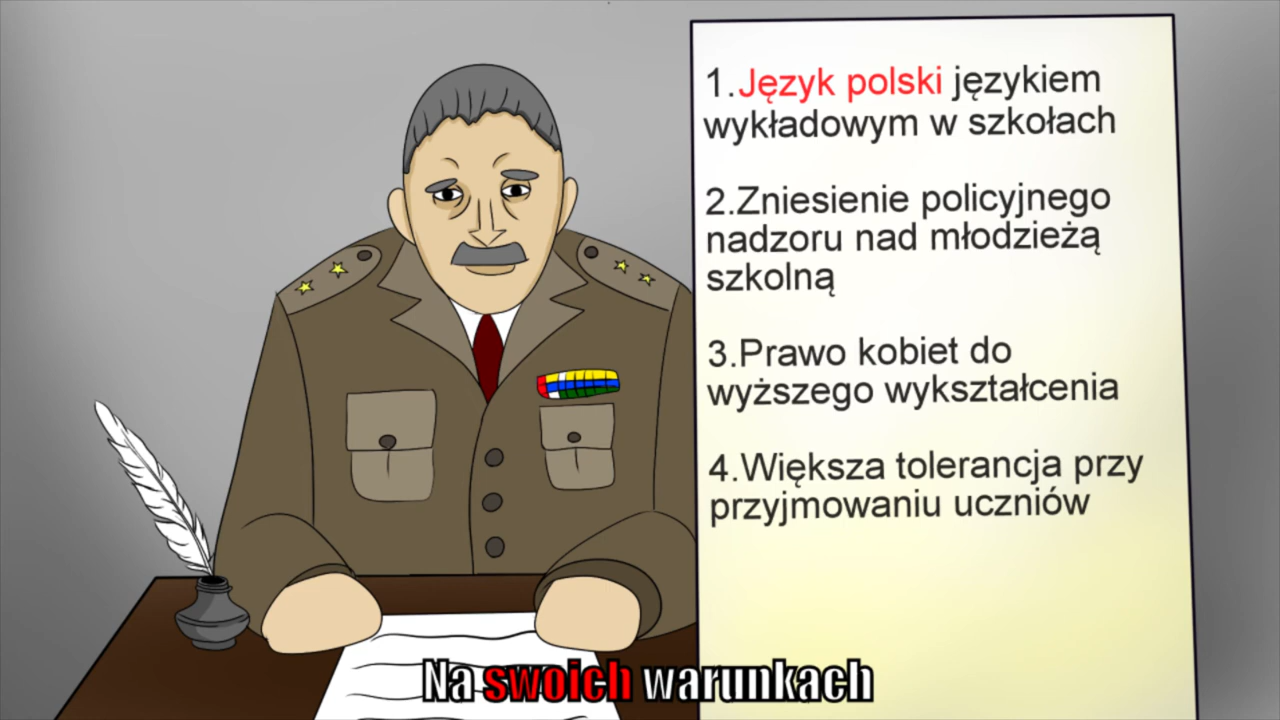 1.Język polski językiem
wykładowym w szkołach
2.Zniesienie policyjnego
nadzoru nad młodzieżą
szkolną
3.Prawo kobiet do
wyższego wykształcenia
4.Większa tolerancja przy
przyjmowaniu uczniów
Na swoich warunkach